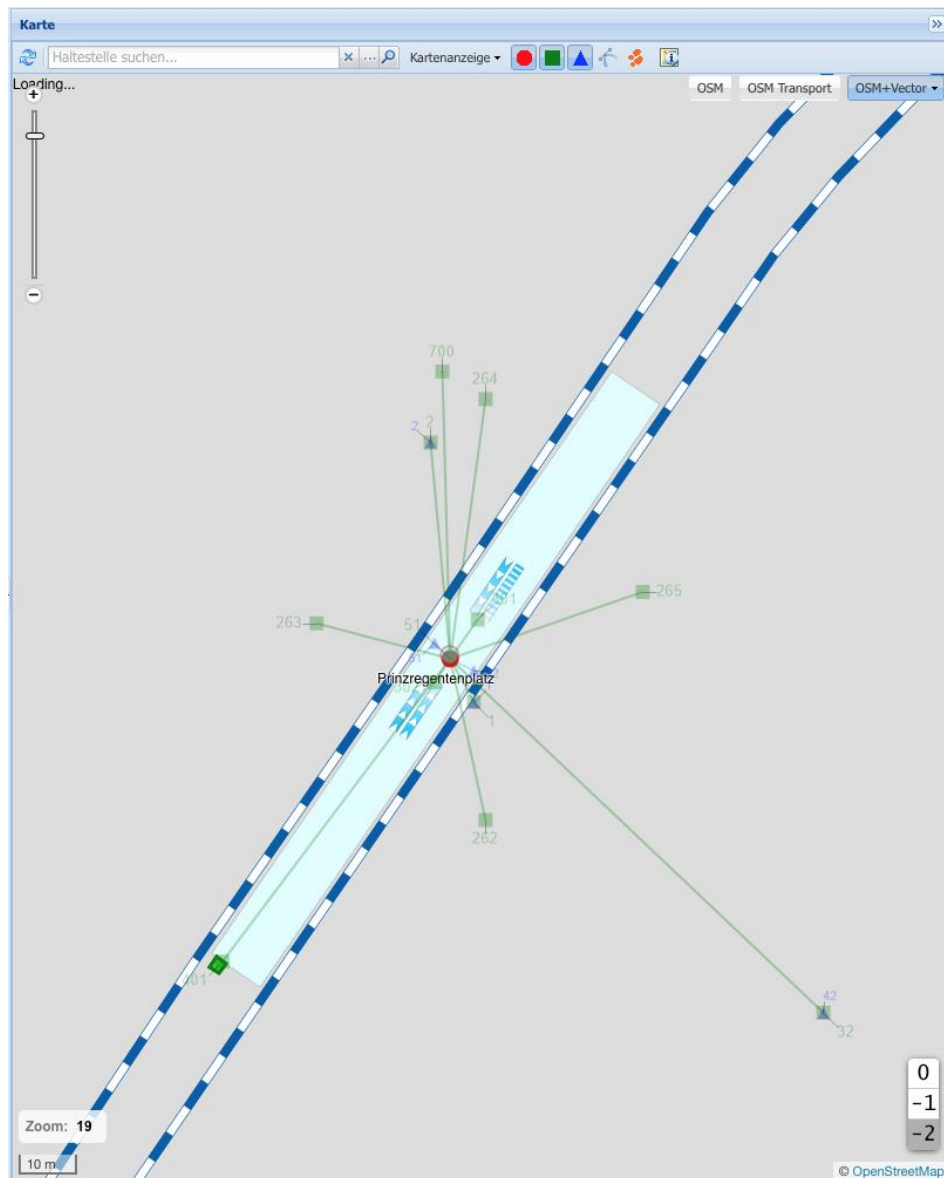 Karte
Haltestelle suchen...
Kartenanzeige
Loading...
OSM
OSM Transport
OSM+Vector
700
264
2
2
265
263
51
Prinzregentenplatz
1
262
401
42
32
0
-1
-2
Zoom: 19
10 m
© OpenStreetMap